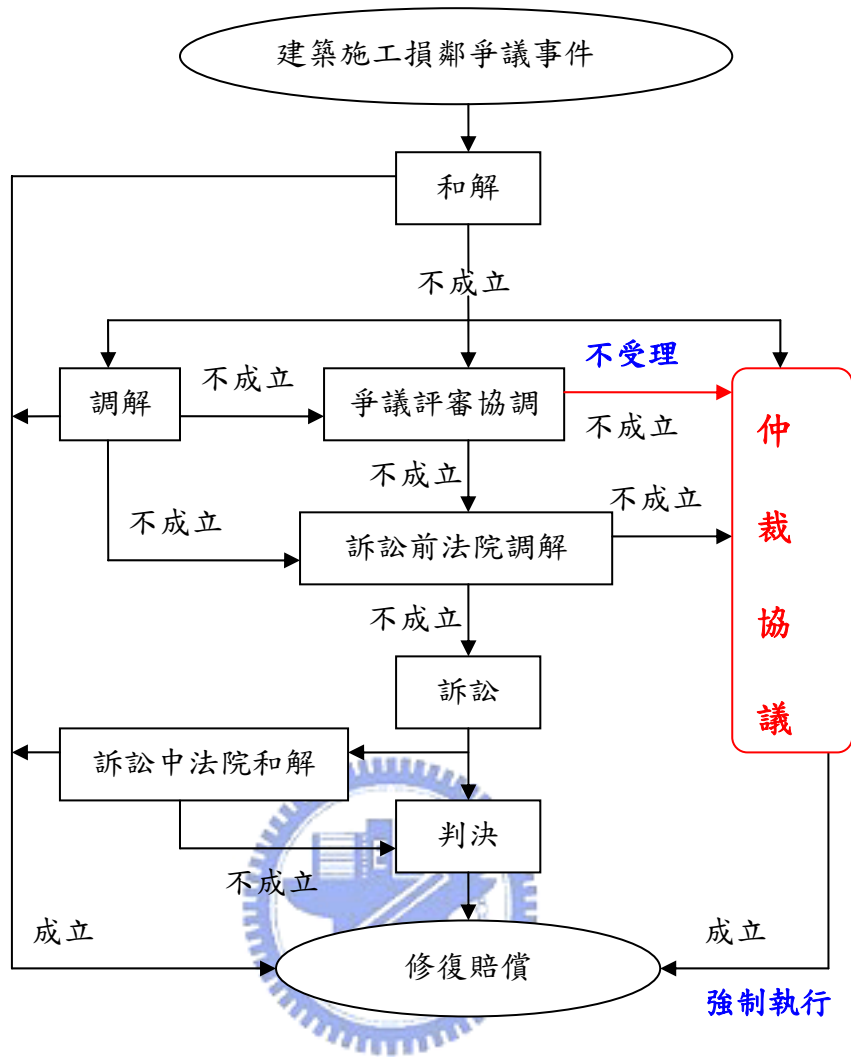 建築施工損鄰爭議事件
和解
不成立
不受理
調解
不成立
爭議評審協調
不成立
仲裁協議
不成立
不成立
不成立
訴訟前法院調解
不成立
訴訟
訴訟中法院和解
判決
不成立
成立
修復賠償
成立
強制執行